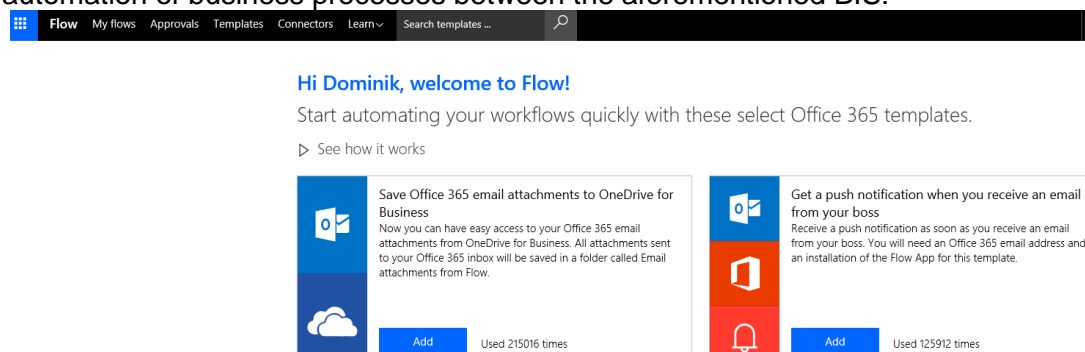 automation of business processes between the aforementioned BIS.
Flow My flows Approvals Templates Connectors Learn Search templates ...
Hi Dominik, welcome to Flow!
Start automating your workflows quickly with these select Office 365 templates.
See how it works
Save Office 365 email attachments to OneDrive for
Business
Now you can have easy access to your Office 365 email
attachments from OneDrive for Business. All attachments sent
to your Office 365 inbox will be saved in a folder called Email
attachments from Flow.
Add Used 215016 times
Get a push notification when you receive an email
from your boss
Receive a push notification as soon as you receive an email
from your boss. You will need an Office 365 email address and
an installation of the Flow App for this template.
Add Used 125912 times